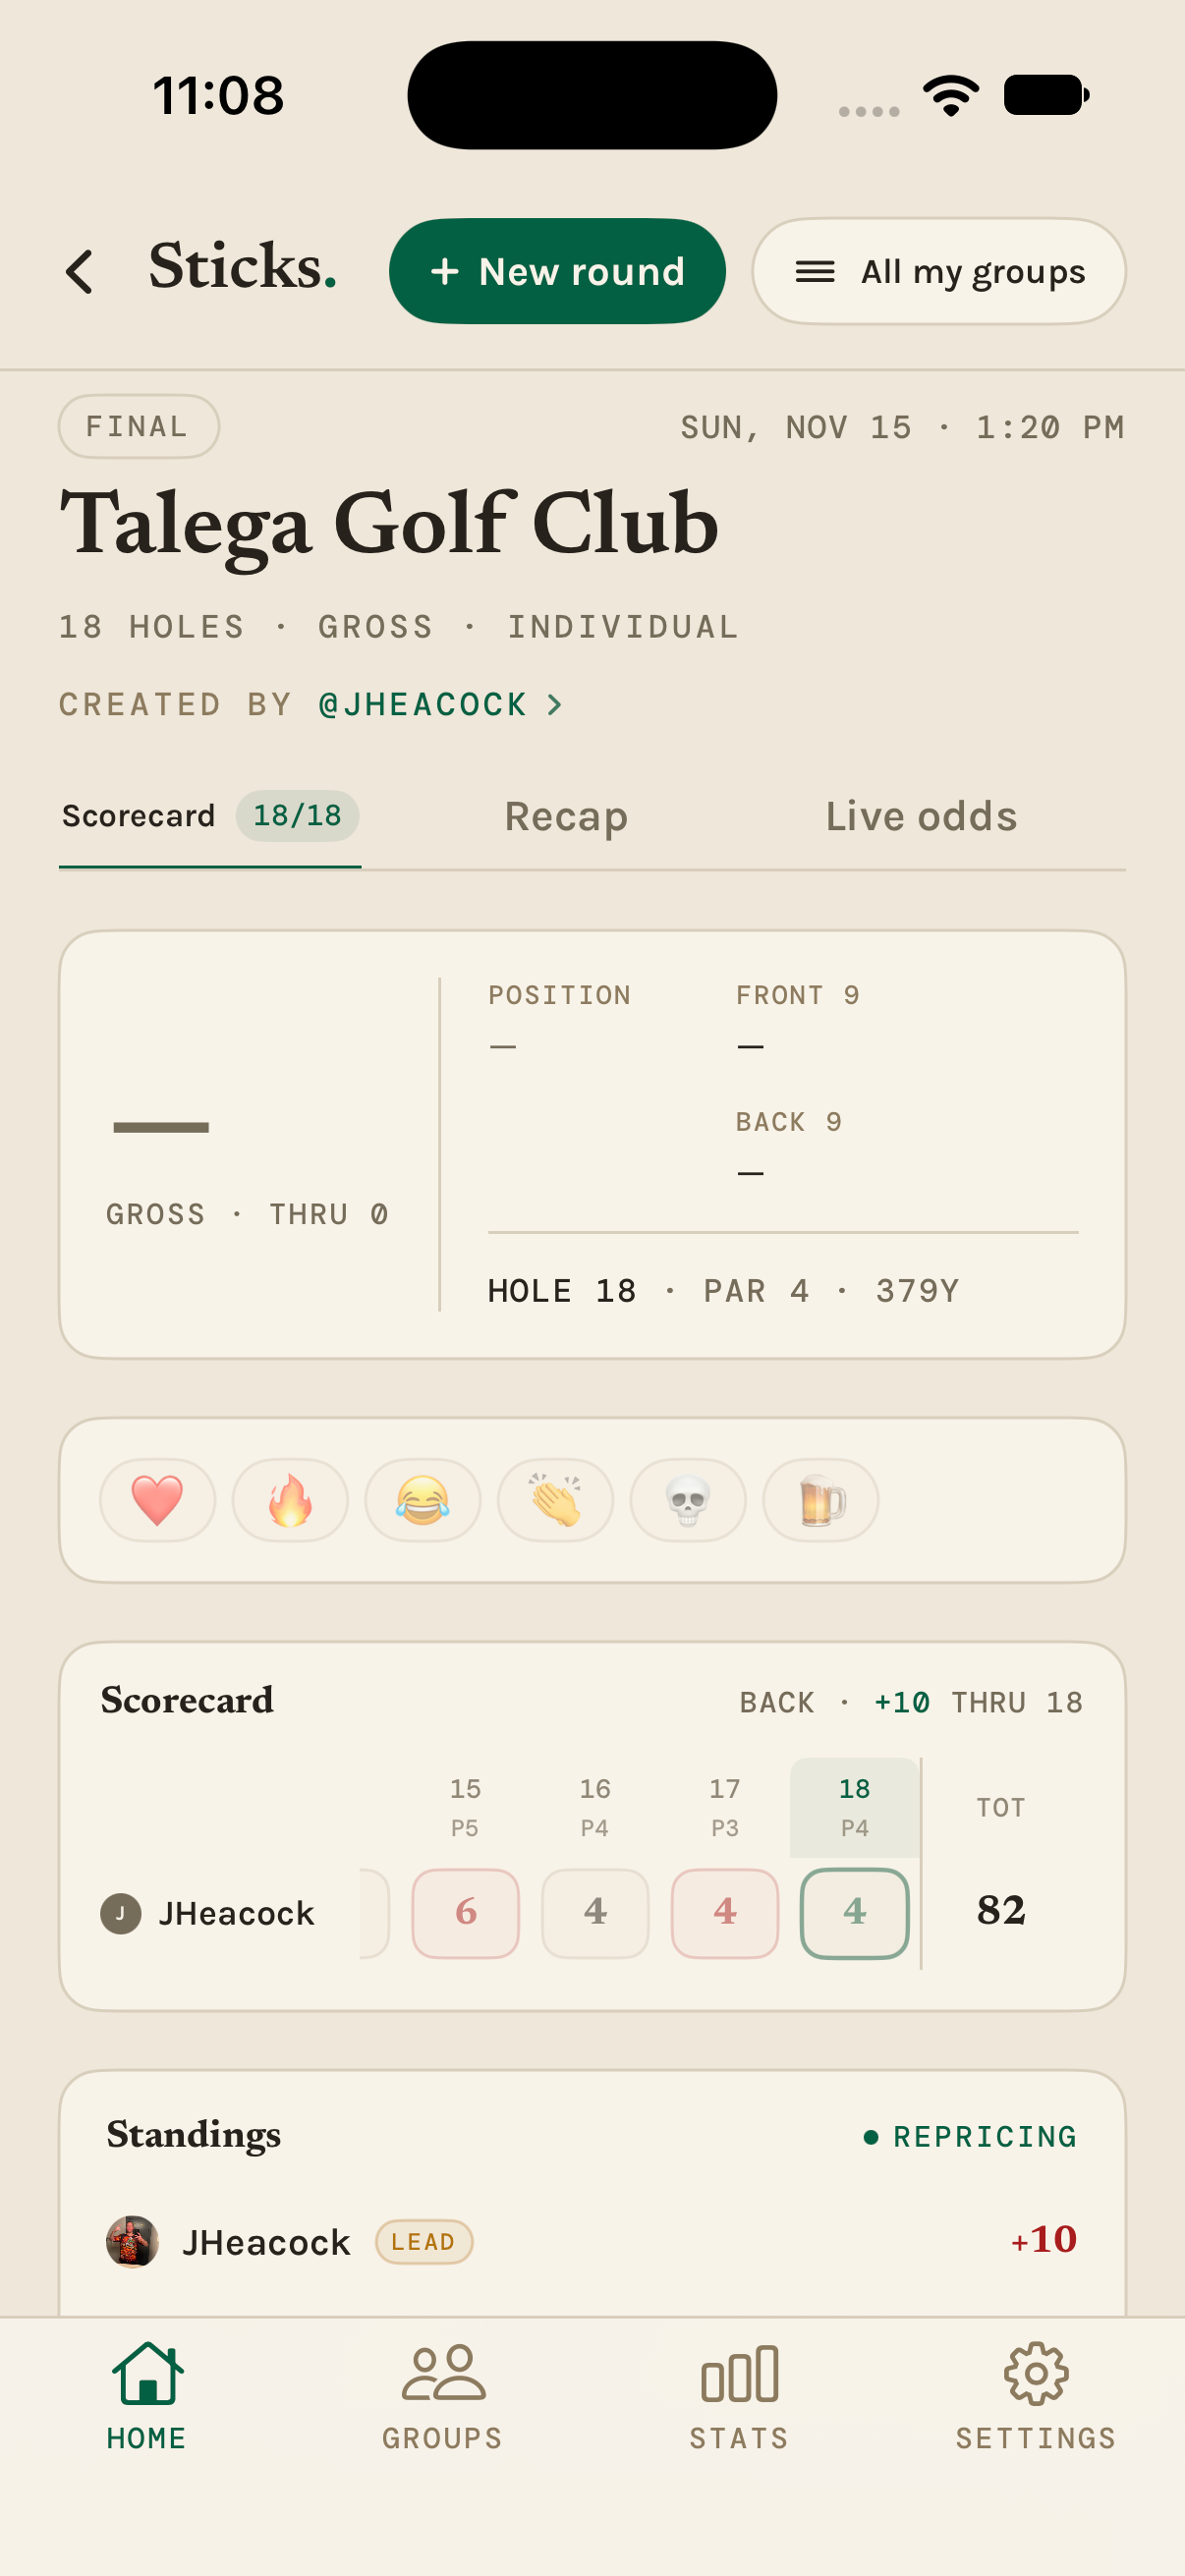 11:08
Sticks.
+ New round
All my groups
FINAL
SUN, NOV 15 · 1:20 PM
Talega Golf Club
18 HOLES · GROSS · INDIVIDUAL
CREATED BY @JHEACOCK >
Scorecard 18/18
Recap
Live odds
POSITION
FRONT 9
—
—
BACK 9
—
—
GROSS · THRU 0
HOLE 18 · PAR 4 · 379Y
Scorecard
BACK · +10 THRU 18
15 16 17 18
TOT
P5 P4 P3 P4
J JHeacock 6 4 4 4 82
Standings
REPRICING
JHeacock LEAD +10
HOME
GROUPS
STATS
SETTINGS